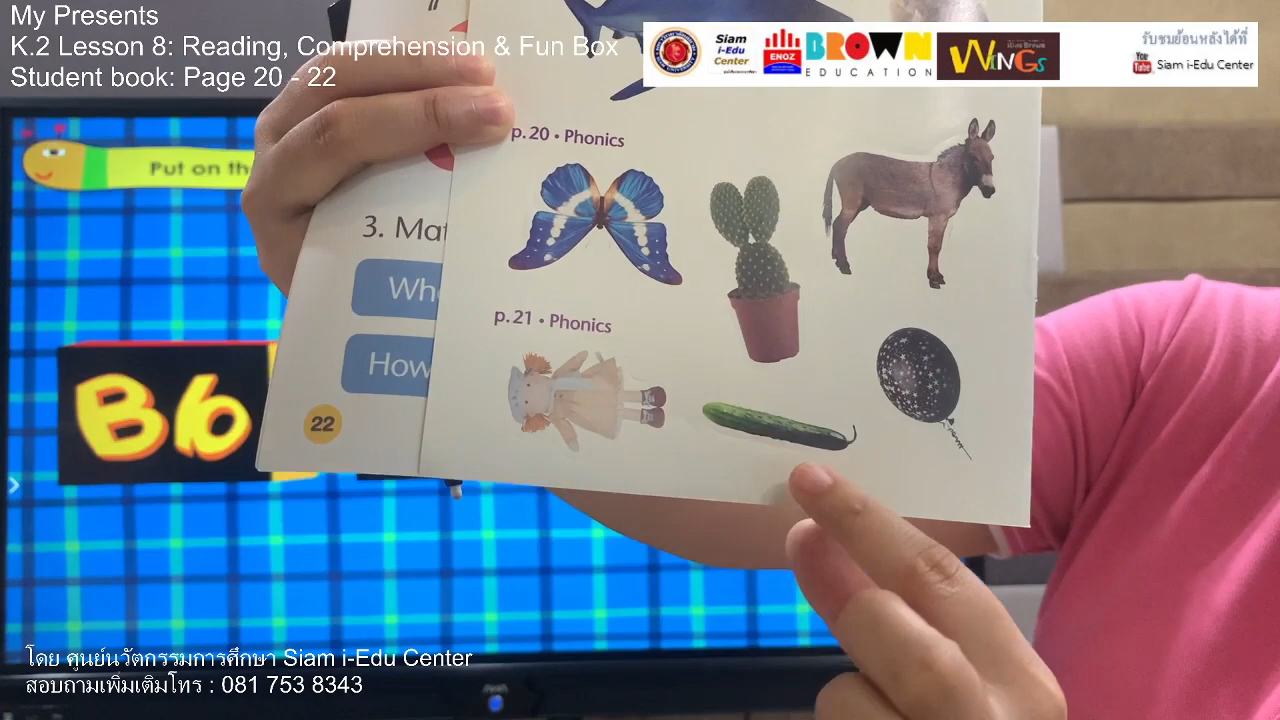 My Presents
K.2 Lesson 8: Reading, Comprehension & Fun Box
Student book: Page 20 - 22
Siam
i-Edu
Center
ENOZ
BROWN
EDUCATION
WINGS
รับชมย้อนหลังได้ที่
You
Tube
Siam i-Edu Center
Put on th
p.20 • Phonics
3. Mat
Wh
p.21 • Phonics
How
22
B6
โดย ศูนย์นวัตกรรมการศึกษา Siam i-Edu Center
สอบถามเพิ่มเติมโทร : 081 753 8343